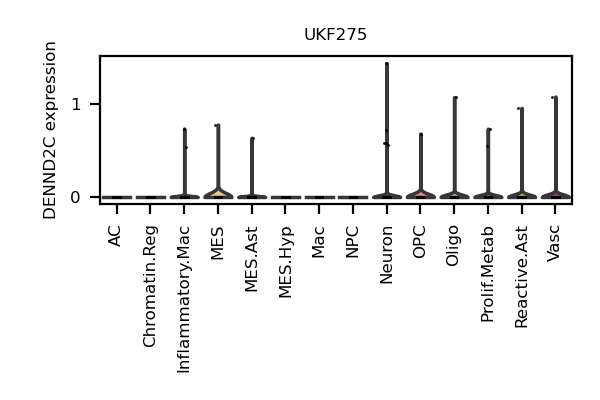 UKF275
DENND2C expression
1
0
AC
Chromatin.Reg
Inflammatory.Mac
MES
MES.Ast
MES.Hyp
Mac
NPC
Neuron
OPC
Oligo
Prolif.Metab
Reactive.Ast
Vasc